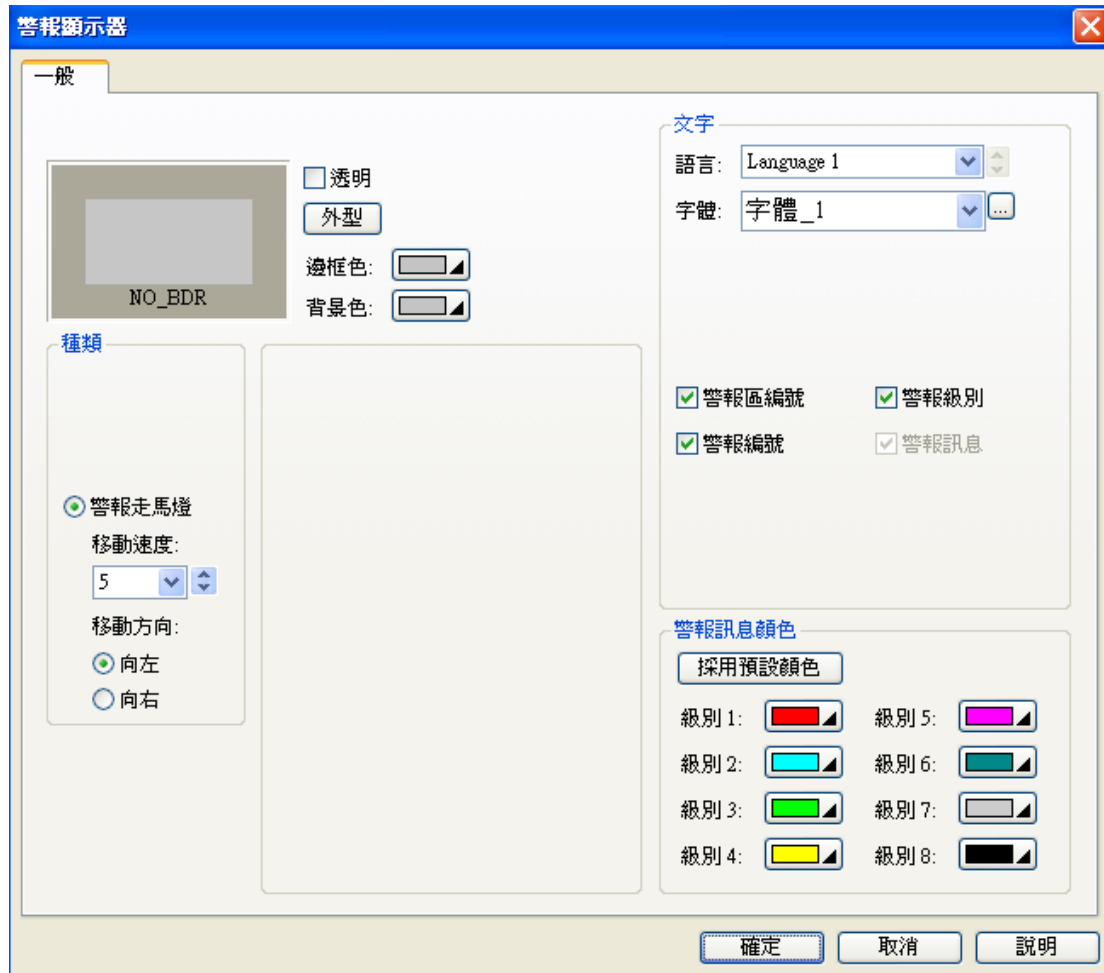 警報顯示器
一般
NO_BDR
透明
外型
邊框色:
背景色:
種類
警報走馬燈
移動速度:
5
移動方向:
向左
向右
文字
語言: Language 1
字體: 字體_1 ...
警報區編號 警報級別
警報編號 警報訊息
警報訊息顏色
採用預設顏色
級別 1: 級別 5:
級別 2: 級別 6:
級別 3: 級別 7:
級別 4: 級別 8:
確定 取消 說明